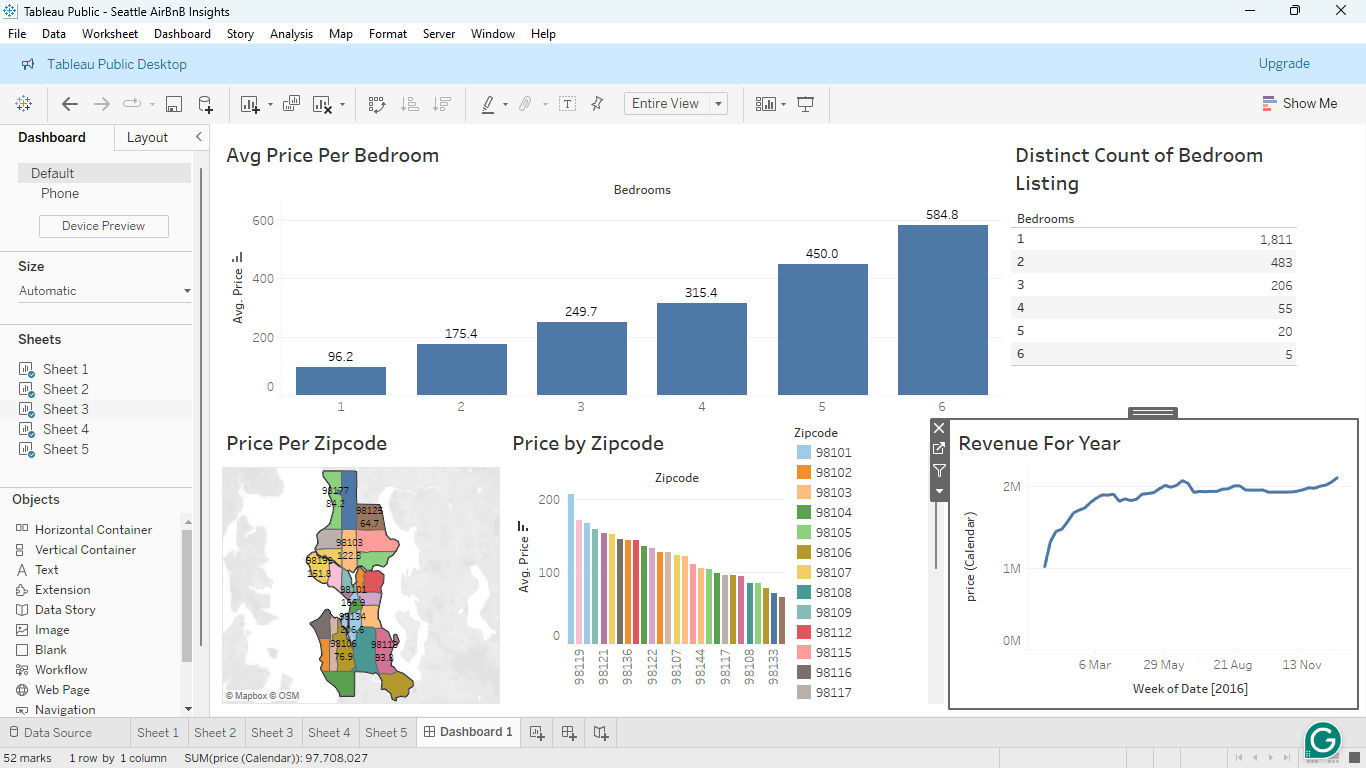 Tableau Public - Seattle AirBnB Insights
File Data Worksheet Dashboard Story Analysis Map Format Server Window Help
Tableau Public Desktop Upgrade
Entire View Show Me
Dashboard Layout
Default
Phone
Device Preview
Size
Automatic
Sheets
Sheet 1
Sheet 2
Sheet 3
Sheet 4
Sheet 5
Objects
Horizontal Container
Vertical Container
Text
Extension
Data Story
Image
Blank
Workflow
Web Page
Navigation
Avg Price Per Bedroom
Bedrooms
Avg. Price
600
400
200
0
96.2
175.4
249.7
315.4
450.0
584.8
1 2 3 4 5 6
Distinct Count of Bedroom
Listing
Bedrooms
1 1,811
2 483
3 206
4 55
5 20
6 5
Price Per Zipcode
98177
84.2
98125
64.7
98103
122.3
151.8
98101
166.9
98134
206.6
98106
76.9
98118
93.8
© Mapbox © OSM
Price by Zipcode
Zipcode
Avg. Price
200
100
0
98119 98121 98136 98122 98107 98144 98117 98108 98133
Zipcode
98101
98102
98103
98104
98105
98106
98107
98108
98109
98112
98115
98116
98117
Revenue For Year
price (Calendar)
2M
1M
0M
6 Mar 29 May 21 Aug 13 Nov
Week of Date [2016]
Data Source Sheet 1 Sheet 2 Sheet 3 Sheet 4 Sheet 5 Dashboard 1
52 marks 1 row by 1 column SUM(price (Calendar)): 97,708,027